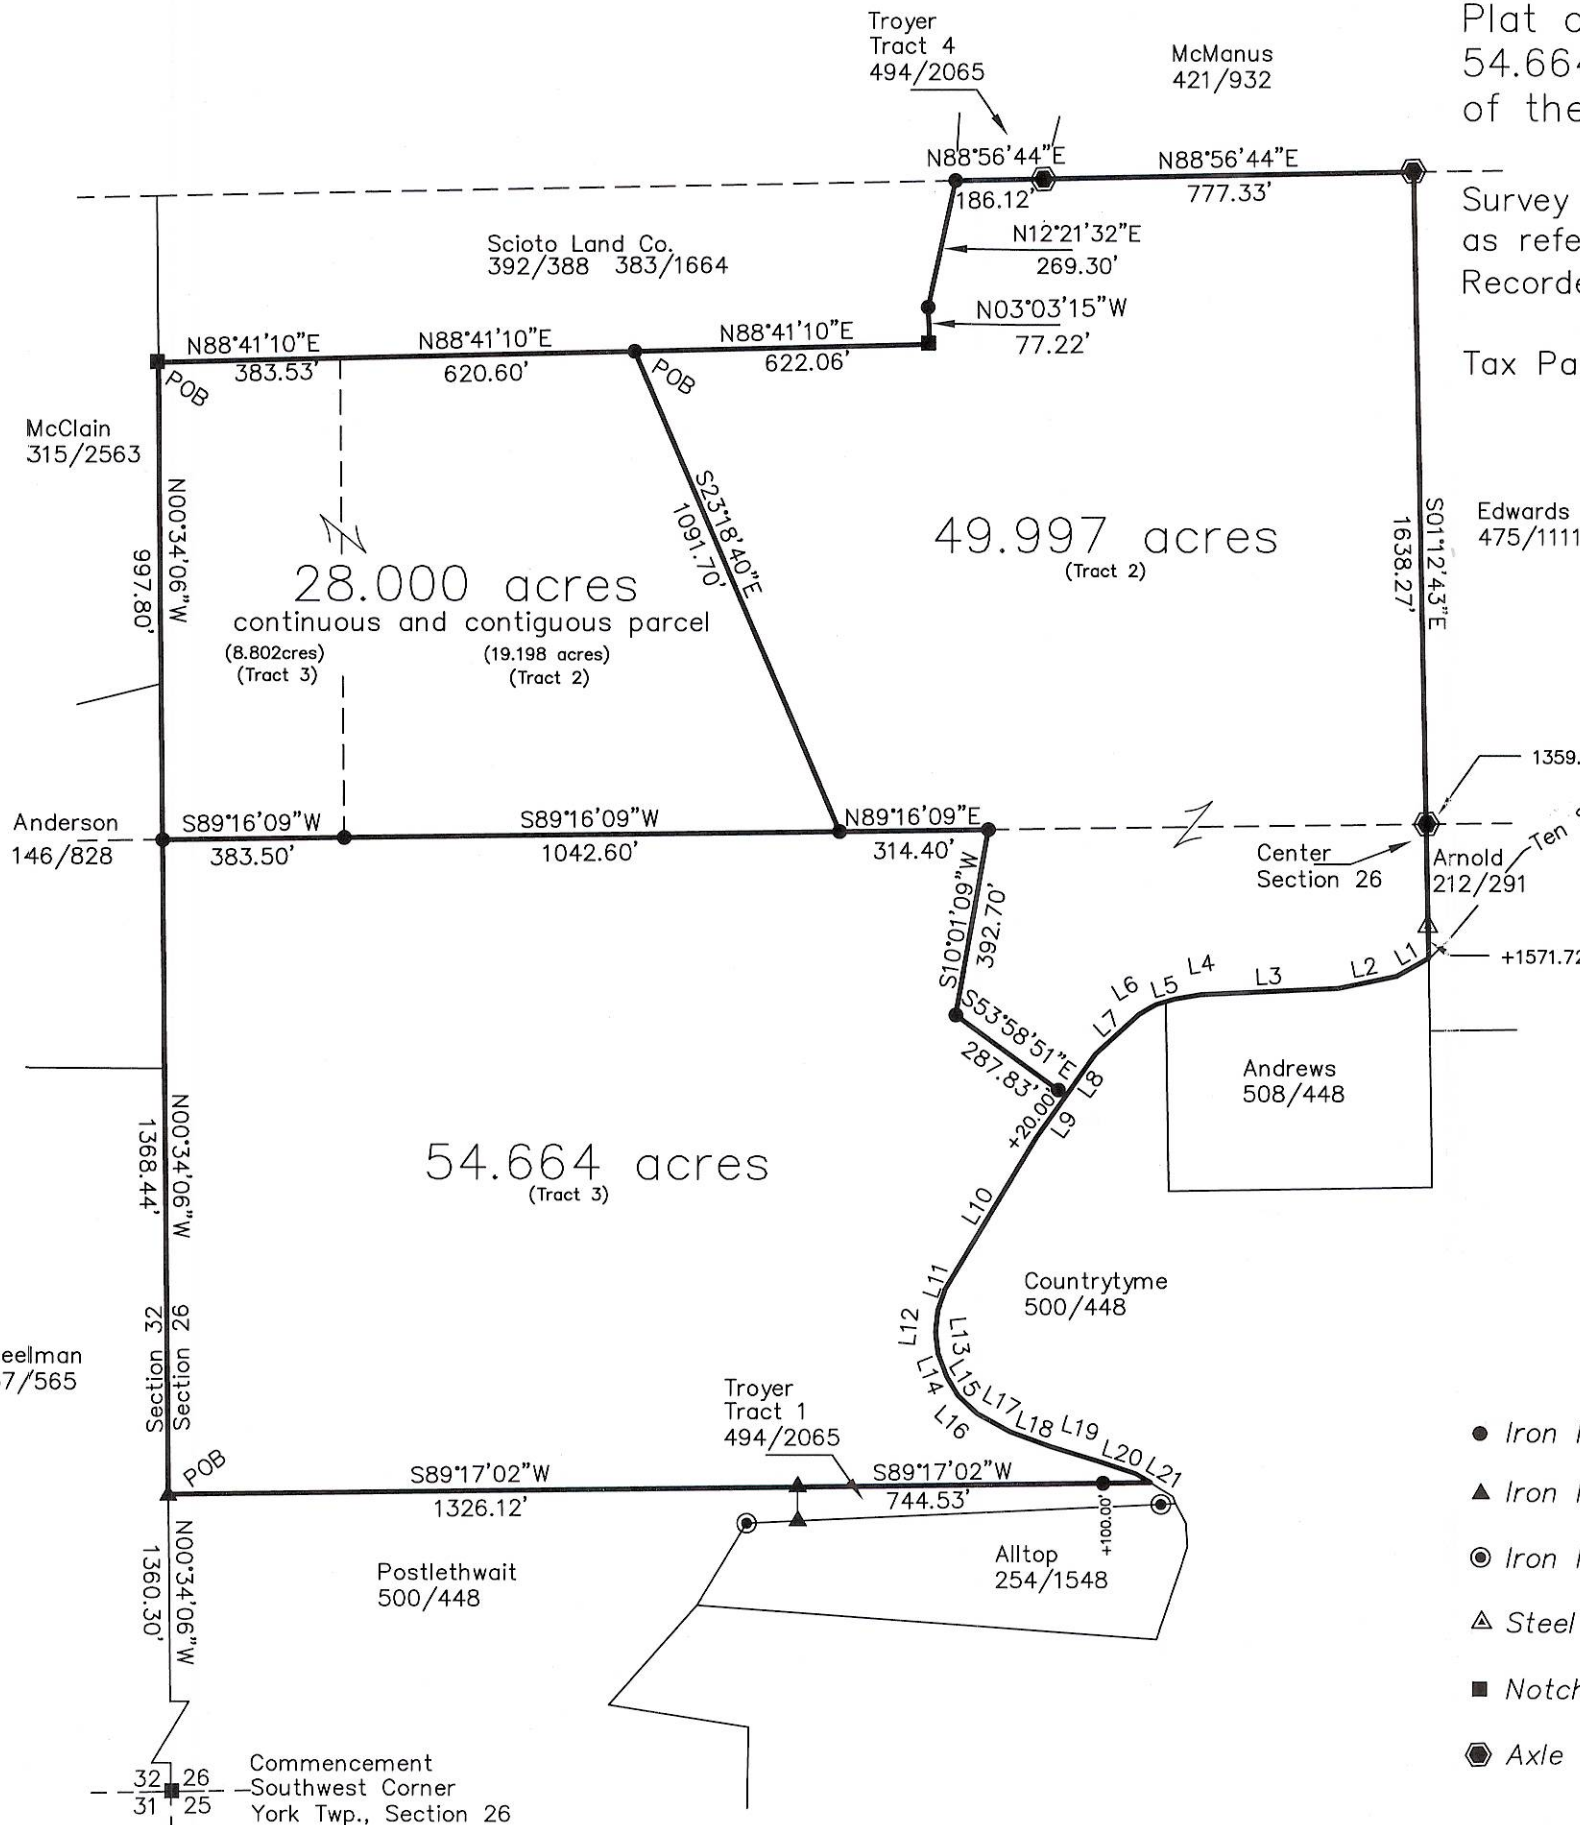 Plat o
54.664
of the
Troyer
Tract 4
494/2065
McManus
421/932
N88°56'44"E
186.12'
N88°56'44"E
777.33'
Survey
as refe
Recorde
Tax Pa
N12°21'32"E
269.30'
N03°03'15"W
77.22'
Scioto Land Co.
392/388 383/1664
N88°41'10"E
383.53'
N88°41'10"E
620.60'
N88°41'10"E
622.06'
POB
POB
McClain
315/2563
N00°34'06"W
997.80'
S23°18'40"E
1091.70'
49.997 acres
(Tract 2)
S01°12'43"E
1638.27'
Edwards
475/1111
28.000 acres
continuous and contiguous parcel
(8.802cres)
(Tract 3)
(19.198 acres)
(Tract 2)
1359.
Anderson
146/828
S89°16'09"W
383.50'
S89°16'09"W
1042.60'
N89°16'09"E
314.40'
Center
Section 26
Arnold
212/291
Ten
+1571.72
S10°01'09"W
392.70'
S53°58'51"E
287.83'
+20.00'
L1
L2
L3
L4
L5
L6
L7
L8
L9
L10
L11
L12
L13
L14
L15
L16
L17
L18
L19
L20
L21
Andrews
508/448
54.664 acres
(Tract 3)
N00°34'06"W
1368.44'
Section 26
Section 32
Countrytyme
500/448
eelman
7/565
Troyer
Tract 1
494/2065
POB
S89°17'02"W
1326.12'
S89°17'02"W
744.53'
+100.00'
Alltop
254/1548
Postlethwait
500/448
N00°34'06"W
1360.30'
Iron
Iron
Iron
Steel
Notch
Axle
32 26
31 25
Commencement
Southwest Corner
York Twp., Section 26